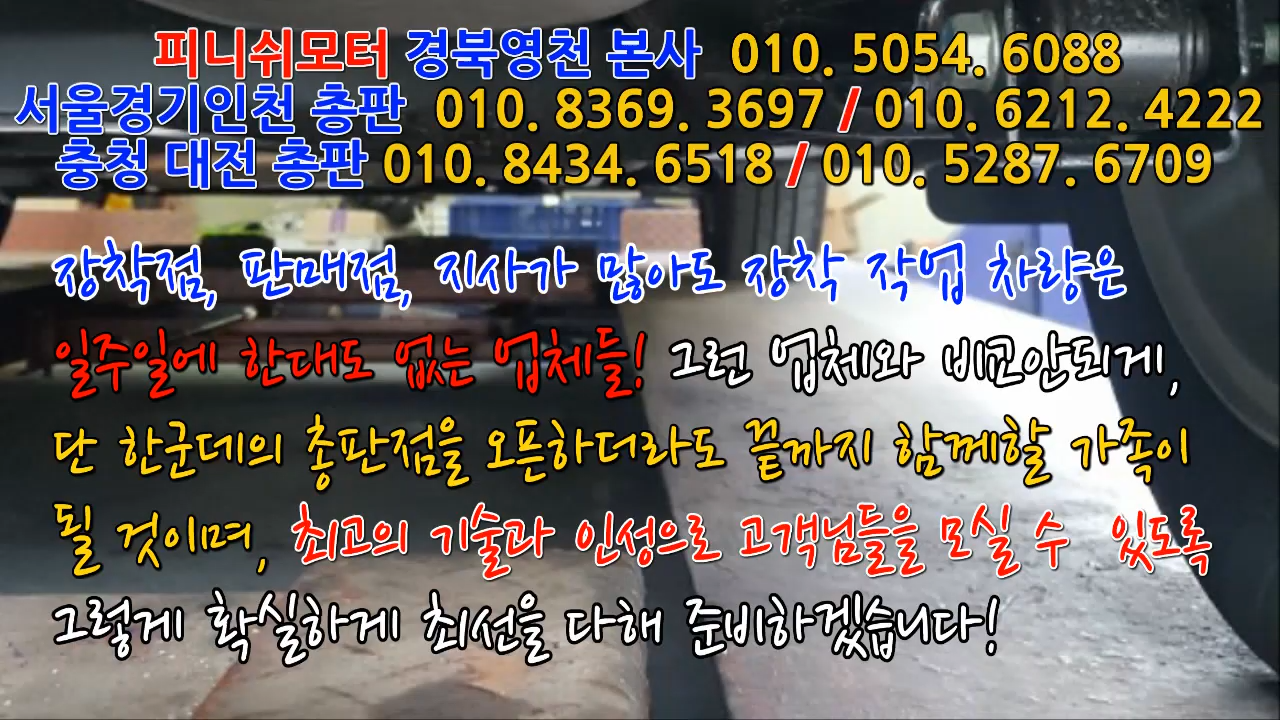 피니쉬모터 경북영천 본사 010. 5054. 6088
서울경기인천 총판 010. 8369. 3697 / 010. 6212. 4222
충청 대전 총판 010. 8434. 6518 / 010. 5287. 6709
장착점, 판매점, 지사가 많아도 장착 작업 차량은
일주일에 한대도 없는 업체들! 그런 업체와 비교안되게,
단 한군데의 총판점을 오픈하더라도 끝까지 함께할 가족이
될 것이며, 최고의 기술과 인성으로 고객님들을 모실 수 있도록
그렇게 확실하게 최선을 다해 준비하겠습니다!